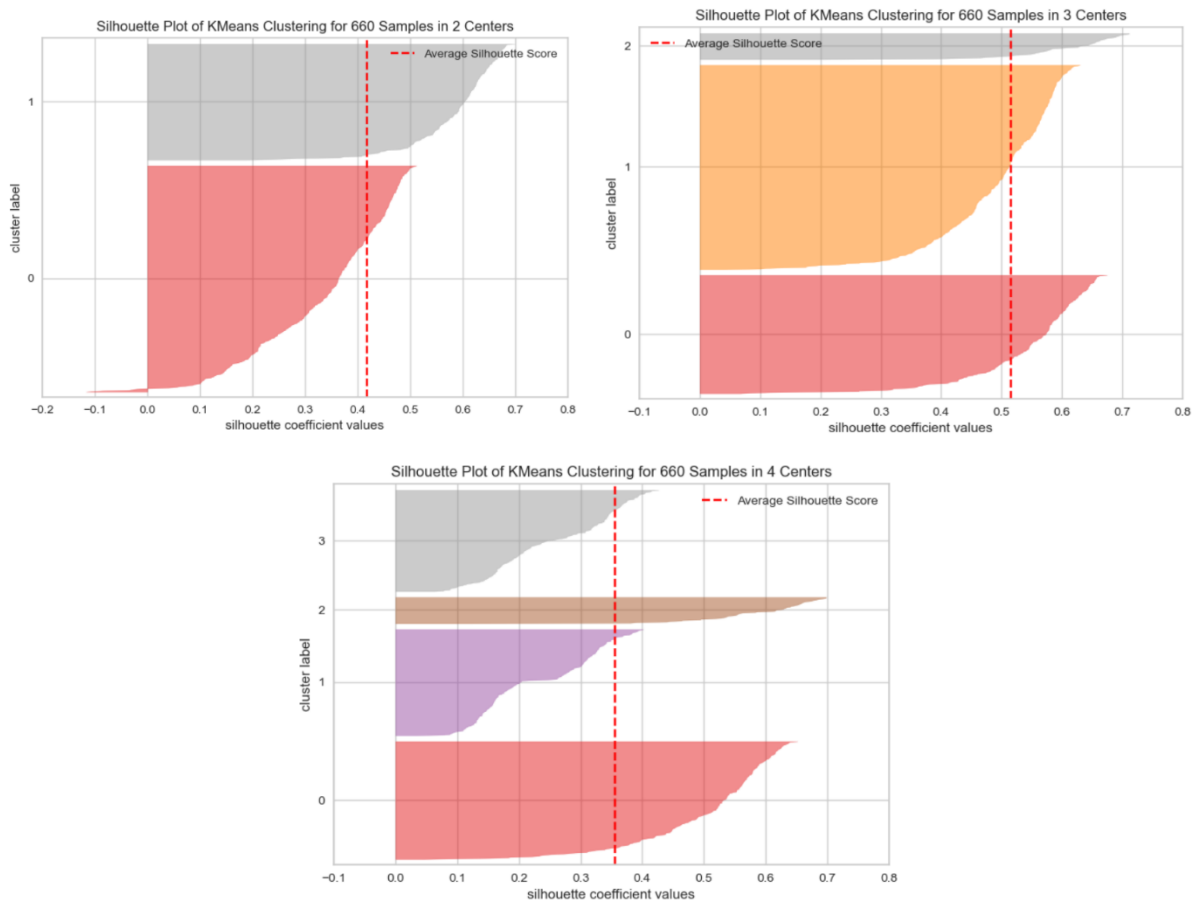 Silhouette Plot of KMeans Clustering for 660 Samples in 2 Centers
Average Silhouette Score
1
0
cluster label
−0.2 −0.1 0.0 0.1 0.2 0.3 0.4 0.5 0.6 0.7 0.8
silhouette coefficient values
Silhouette Plot of KMeans Clustering for 660 Samples in 3 Centers
Average Silhouette Score
2
1
0
cluster label
−0.1 0.0 0.1 0.2 0.3 0.4 0.5 0.6 0.7 0.8
silhouette coefficient values
Silhouette Plot of KMeans Clustering for 660 Samples in 4 Centers
Average Silhouette Score
3
2
1
0
cluster label
−0.1 0.0 0.1 0.2 0.3 0.4 0.5 0.6 0.7 0.8
silhouette coefficient values